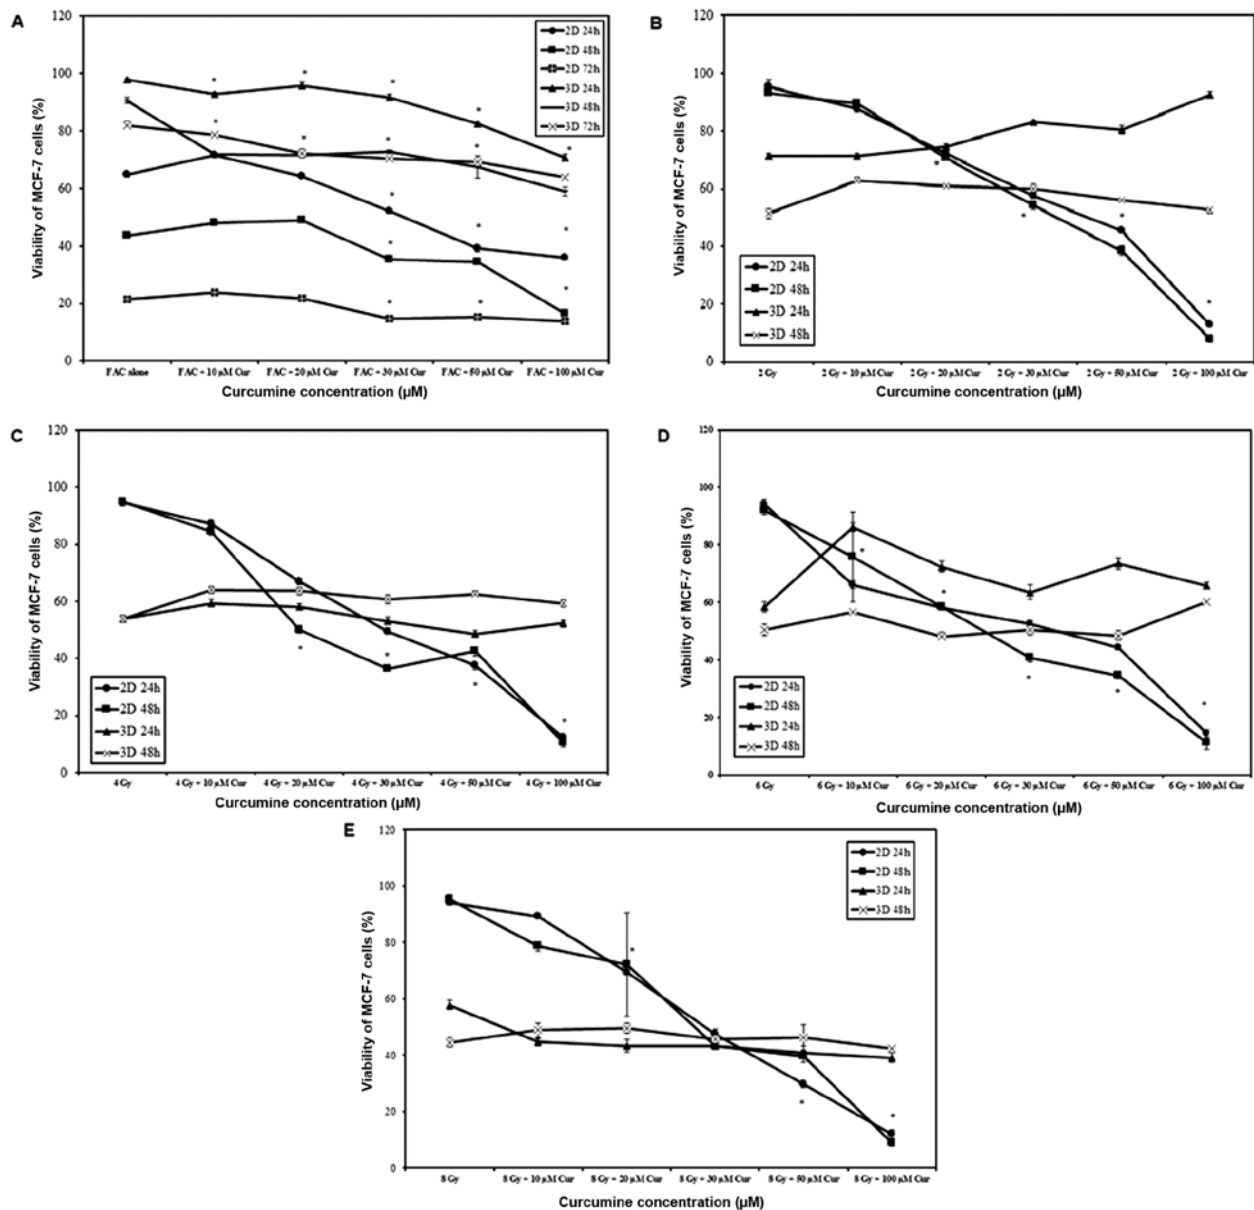 A
120
100
80
60
40
20
0
Viability of MCF-7 cells (%)
2D 24h
2D 48h
2D 72h
3D 24h
3D 48h
3D 72h
FAC alone
FAC + 10 µM Cur
FAC + 20 µM Cur
FAC + 30 µM Cur
FAC + 50 µM Cur
FAC + 100 µM Cur
Curcumine concentration (µM)
B
120
100
80
60
40
20
0
Viability of MCF-7 cells (%)
2D 24h
2D 48h
3D 24h
3D 48h
2 Gy
2 Gy + 10 µM Cur
2 Gy + 20 µM Cur
2 Gy + 30 µM Cur
2 Gy + 50 µM Cur
2 Gy + 100 µM Cur
Curcumine concentration (µM)
C
120
100
80
60
40
20
0
Viability of MCF-7 cells (%)
2D 24h
2D 48h
3D 24h
3D 48h
4 Gy
4 Gy + 10 µM Cur
4 Gy + 20 µM Cur
4 Gy + 30 µM Cur
4 Gy + 50 µM Cur
4 Gy + 100 µM Cur
Curcumine concentration (µM)
D
120
100
80
60
40
20
0
Viability of MCF-7 cells (%)
2D 24h
2D 48h
3D 24h
3D 48h
6 Gy
6 Gy + 10 µM Cur
6 Gy + 20 µM Cur
6 Gy + 30 µM Cur
6 Gy + 50 µM Cur
6 Gy + 100 µM Cur
Curcumine concentration (µM)
E
120
100
80
60
40
20
0
Viability of MCF-7 cells (%)
2D 24h
2D 48h
3D 24h
3D 48h
8 Gy
8 Gy + 10 µM Cur
8 Gy + 20 µM Cur
8 Gy + 30 µM Cur
8 Gy + 50 µM Cur
8 Gy + 100 µM Cur
Curcumine concentration (µM)